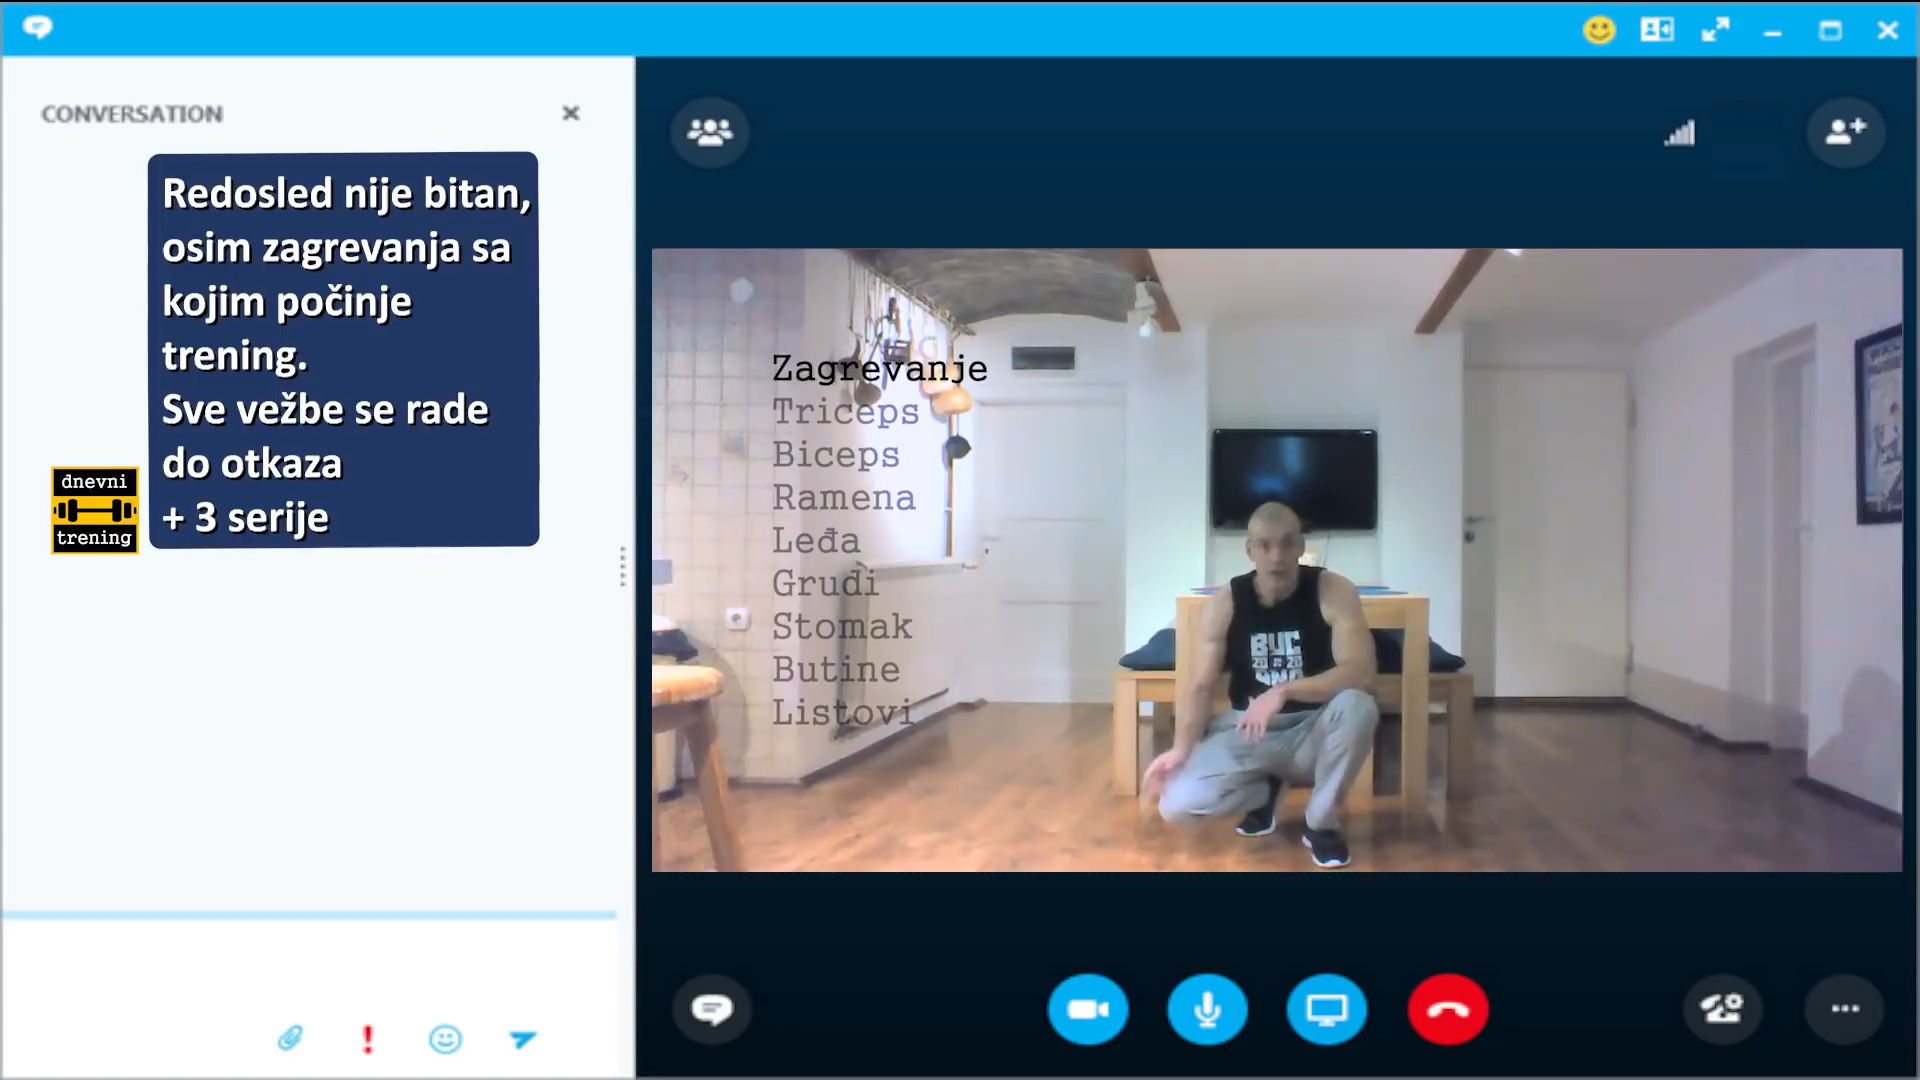 CONVERSATION
Redosled nije bitan,
osim zagrevanja sa
kojim počinje
trening.
Sve vežbe se rade
do otkaza
+ 3 serije
dnevni
trening
Zagrevanje
Triceps
Biceps
Ramena
Leđa
Grudi
Stomak
Butine
Listovi
BUC